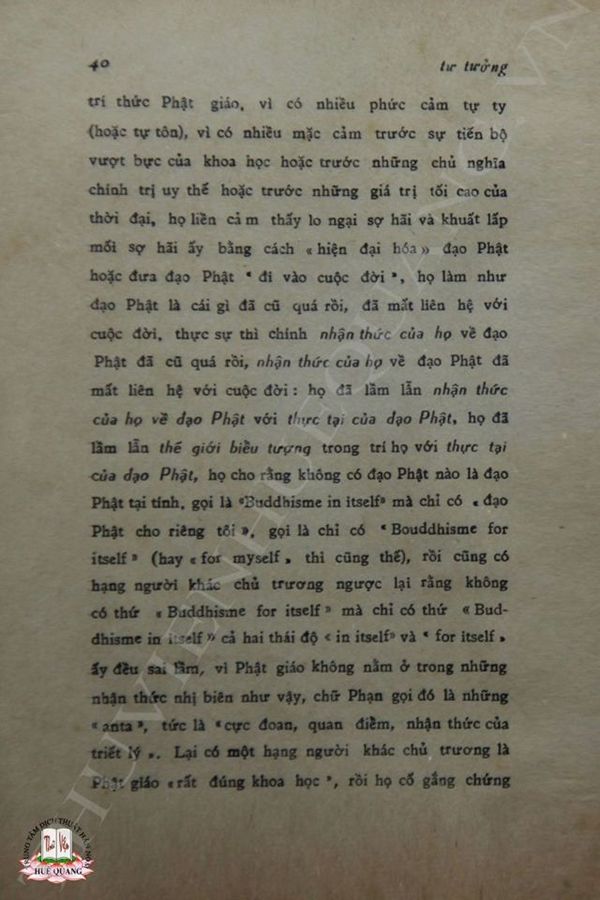 40 tư tưởng
trí thức Phật giáo, vì có nhiều phức cảm tự ty
(hoặc tự tôn), vì có nhiều mặc cảm trước sự tiến bộ
vượt bực của khoa học hoặc trước những chủ nghĩa
chính trị uy thế hoặc trước những giá trị tối cao của
thời đại, họ liền cảm thấy lo ngại sợ hãi và khuất lấp
mối sợ hãi ấy bằng cách «hiện đại hóa» đạo Phật
hoặc đưa đạo Phật “đi vào cuộc đời”, họ làm như
đạo Phật là cái gì đã cũ quá rồi, đã mất liên hệ với
cuộc đời, thực sự thì chính nhận thức của họ về đạo
Phật đã cũ quá rồi, nhận thức của họ về đạo Phật đã
mất liên hệ với cuộc đời : họ đã lầm lẫn nhận thức
của họ về đạo Phật với thực tại của đạo Phật, họ đã
lầm lẫn thế giới biểu tượng trong trí họ với thực tại
của đạo Phật, họ cho rằng không có đạo Phật nào là đạo
Phật tại tính, gọi là “Buddhisme in itself” mà chỉ có «đạo
Phật cho riêng tôi», gọi là chỉ có “Bouddhisme for
itself” (hay «for myself» thì cũng thế), rồi cũng có
hạng người khác chủ trương ngược lại rằng không
có thứ «Buddhisme for itself» mà chỉ có thứ «Bud-
dhisme in itself» cả hai thái độ «in itself» và “for itself»
ấy đều sai lầm, vì Phật giáo không nằm ở trong những
nhận thức nhị biên như vậy, chữ Phạn gọi đó là những
«anta», tức là “cực đoan, quan điểm, nhận thức của
triết lý». Lại có một hạng người khác chủ trương là
Phật giáo «rất đúng khoa học”, rồi họ cố gắng chứng
TRUNG TÂM DỊCH THUẬT HÁN NÔM
HUỆ QUANG
THUVIENHUEQUANG.VN